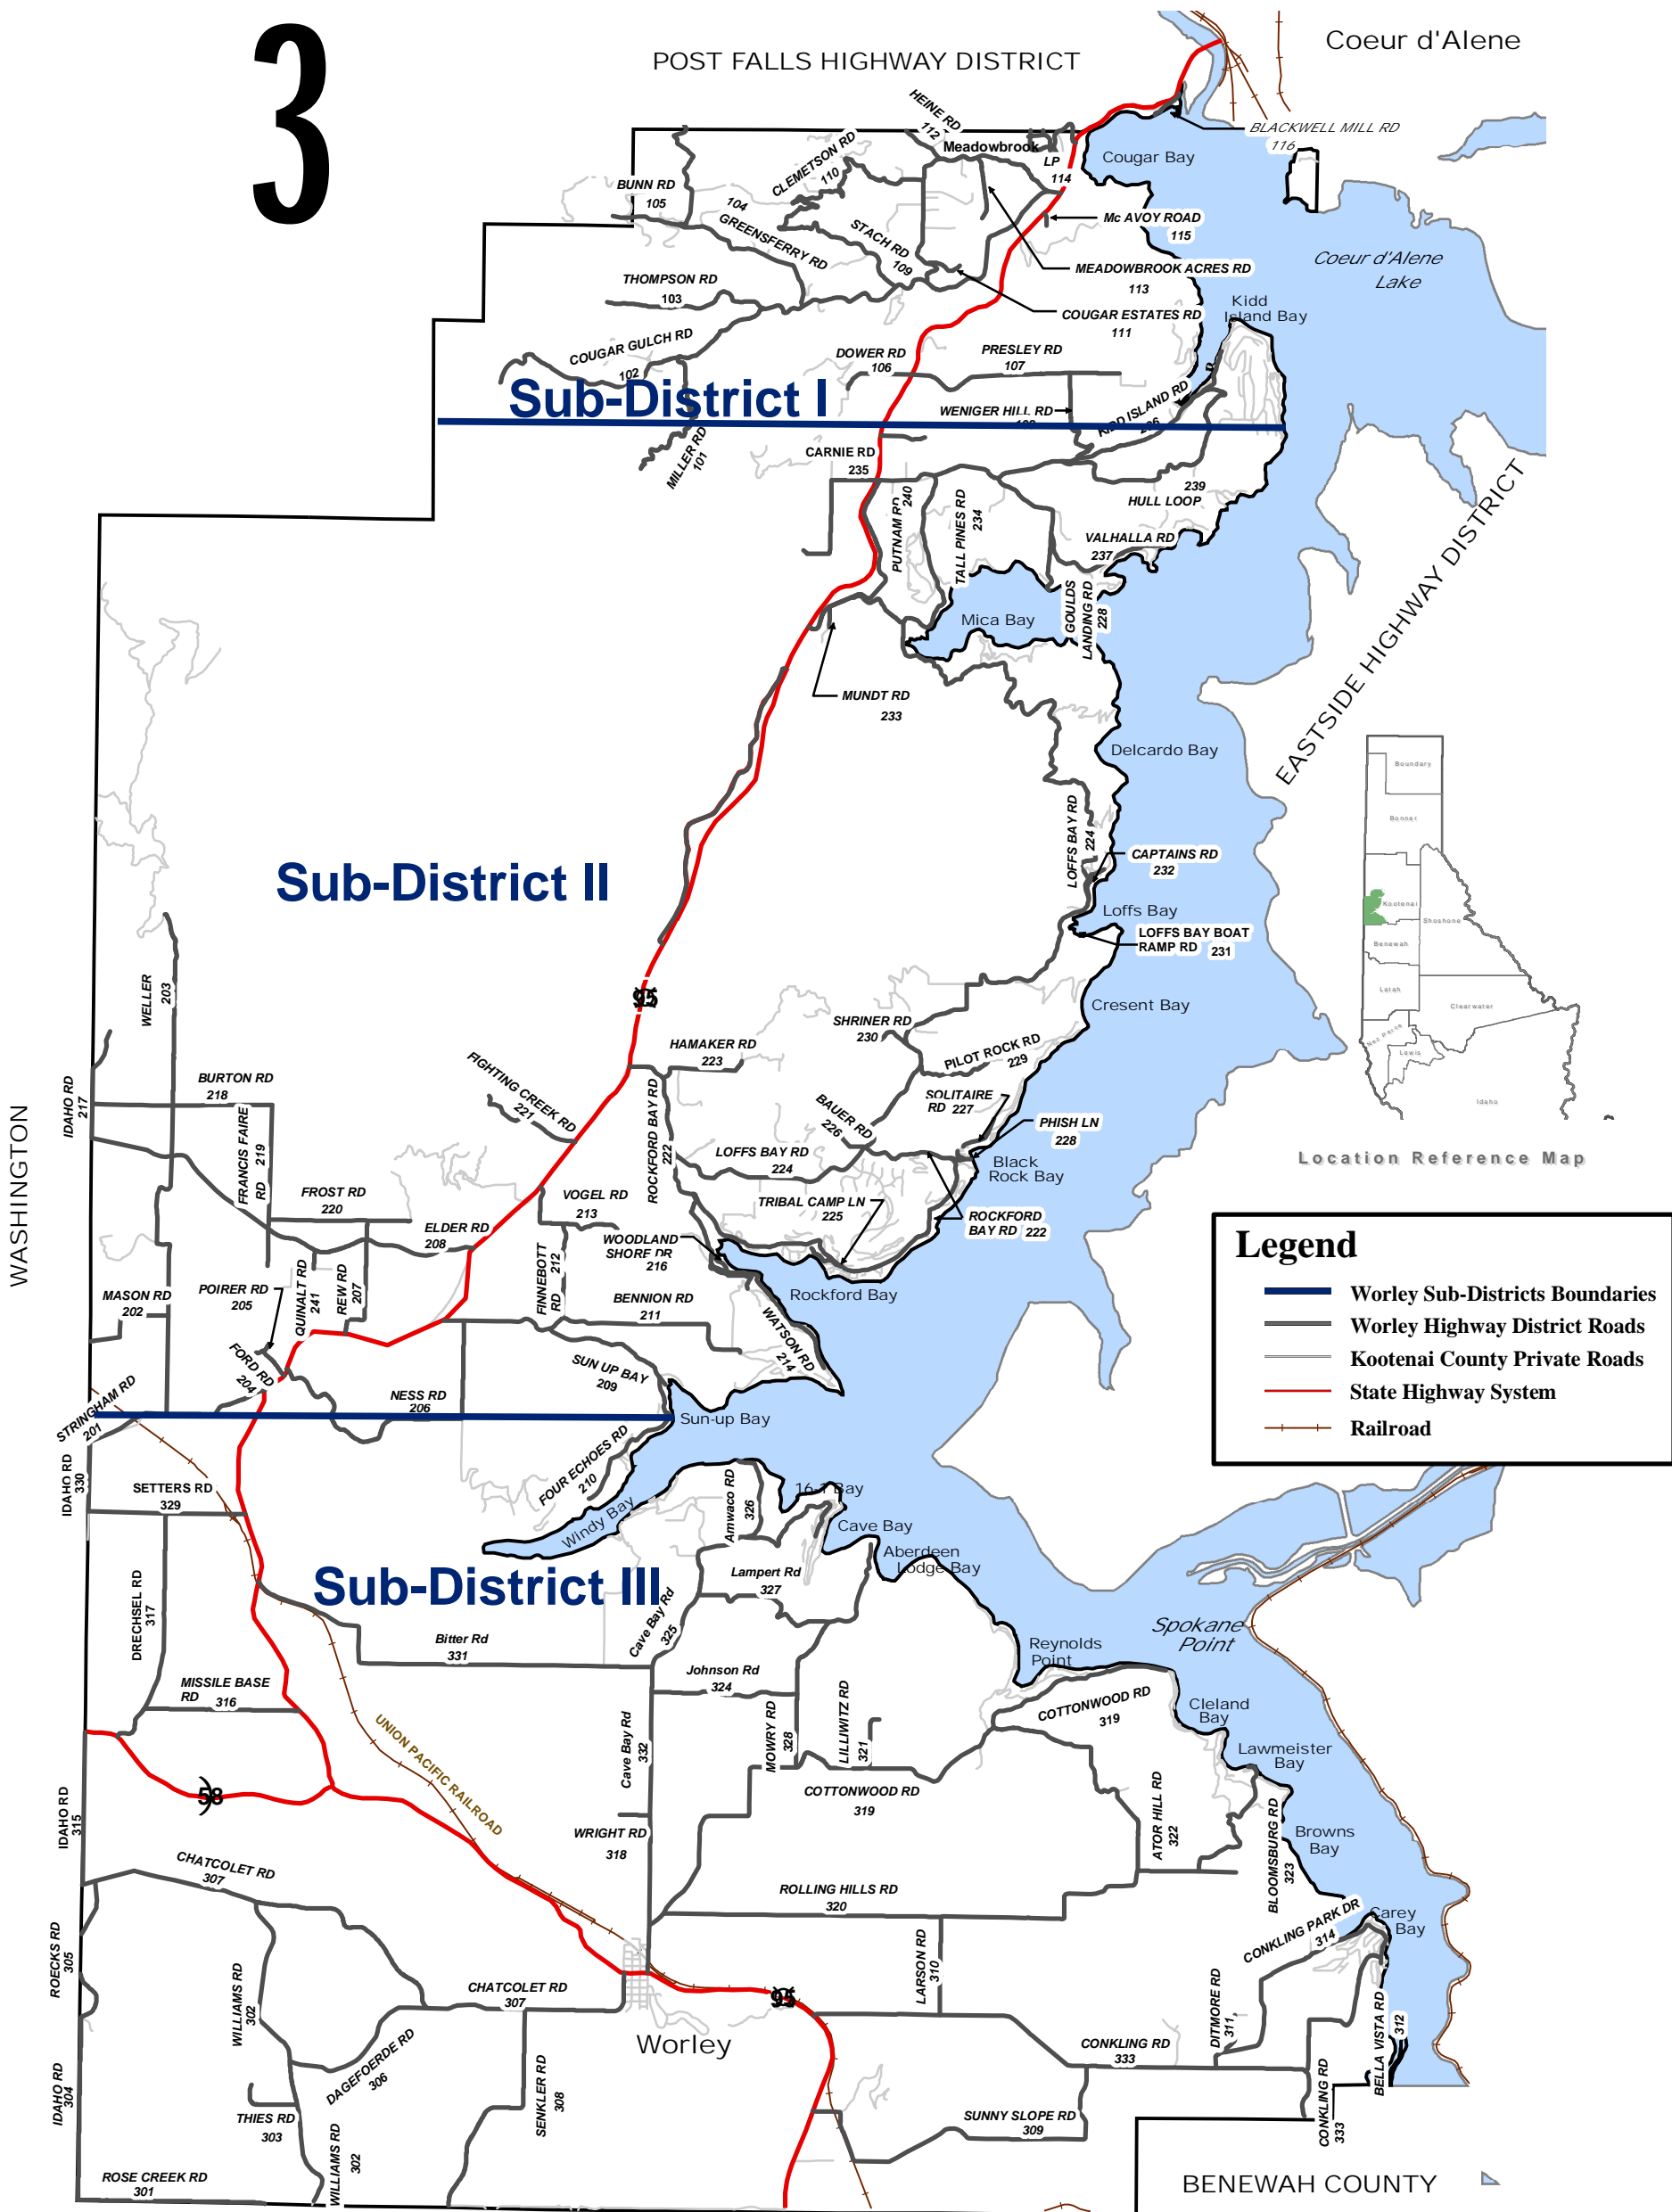 3
POST FALLS HIGHWAY DISTRICT
Coeur d'Alene
HEINE RD
112
Meadowbrook
LP
114
Cougar Bay
BLACKWELL MILL RD
116
CLEMETSON RD
110
BUNN RD
105
104
GREENSFERRY RD
STACH RD
109
Mc AVOY ROAD
115
MEADOWBROOK ACRES RD
113
Coeur d'Alene
Lake
THOMPSON RD
103
COUGAR ESTATES RD
111
Kidd
Island Bay
COUGAR GULCH RD
102
DOWER RD
106
PRESLEY RD
107
Sub-District I
WENIGER HILL RD
KIDD ISLAND RD
236
MILLER RD
101
CARNIE RD
235
PUTNAM RD
240
TALL PINES RD
234
239
HULL LOOP
VALHALLA RD
237
GOULDS
LANDING RD
228
Mica Bay
EASTSIDE HIGHWAY DISTRICT
MUNDT RD
233
Delcardo Bay
LOFFS BAY RD
224
CAPTAINS RD
232
Loffs Bay
LOFFS BAY BOAT
RAMP RD 231
Sub-District II
Boundary
Bonner
Kootenai
Shoshone
Benewah
Latah
Clearwater
Nez Perce
Lewis
Idaho
Location Reference Map
WELLER
203
95
Cresent Bay
SHRINER RD
230
PILOT ROCK RD
229
HAMAKER RD
223
FIGHTING CREEK RD
221
ROCKFORD BAY RD
222
BAUER RD
226
SOLITAIRE
RD 227
PHISH LN
228
Black
Rock Bay
IDAHO RD
217
BURTON RD
218
FRANCIS FAIRE
RD 219
LOFFS BAY RD
224
WASHINGTON
FROST RD
220
VOGEL RD
213
TRIBAL CAMP LN
225
ROCKFORD
BAY RD 222
ELDER RD
208
WOODLAND
SHORE DR
216
FINNEBOTT
RD 212
MASON RD
202
POIRER RD
205
QUINALT RD
241
REW RD
207
BENNION RD
211
Rockford Bay
WATSON RD
214
FORD RD
204
SUN UP BAY
209
NESS RD
206
STRINGHAM RD
201
Sun-up Bay
Legend
Worley Sub-Districts Boundaries
Worley Highway District Roads
Kootenai County Private Roads
State Highway System
Railroad
IDAHO RD
330
SETTERS RD
329
FOUR ECHOES RD
210
Windy Bay
Amwaco RD
326
16-1 Bay
Cave Bay
Aberdeen
Lodge Bay
Sub-District III
Lampert Rd
327
DRECHSEL RD
317
Cave Bay Rd
325
Bitter Rd
331
Spokane
Point
Reynolds
Point
Johnson Rd
324
MISSILE BASE
RD 316
UNION PACIFIC RAILROAD
Cave Bay Rd
332
MOWRY RD
328
LILLIWITZ RD
321
COTTONWOOD RD
319
Cleland
Bay
Lawmeister
Bay
58
COTTONWOOD RD
319
IDAHO RD
315
WRIGHT RD
318
ATOR HILL RD
322
BLOOMSBURG RD
323
Browns
Bay
CHATCOLET RD
307
ROLLING HILLS RD
320
CONKLING PARK DR
314
Carey
Bay
ROECKS RD
305
LARSON RD
310
WILLIAMS RD
302
CHATCOLET RD
307
95
DITMORE RD
311
BELLA VISTA RD
312
Worley
CONKLING RD
333
DAGEFOERDE RD
306
SENKLER RD
308
IDAHO RD
304
THIES RD
303
SUNNY SLOPE RD
309
CONKLING RD
333
WILLIAMS RD
302
ROSE CREEK RD
301
BENEWAH COUNTY